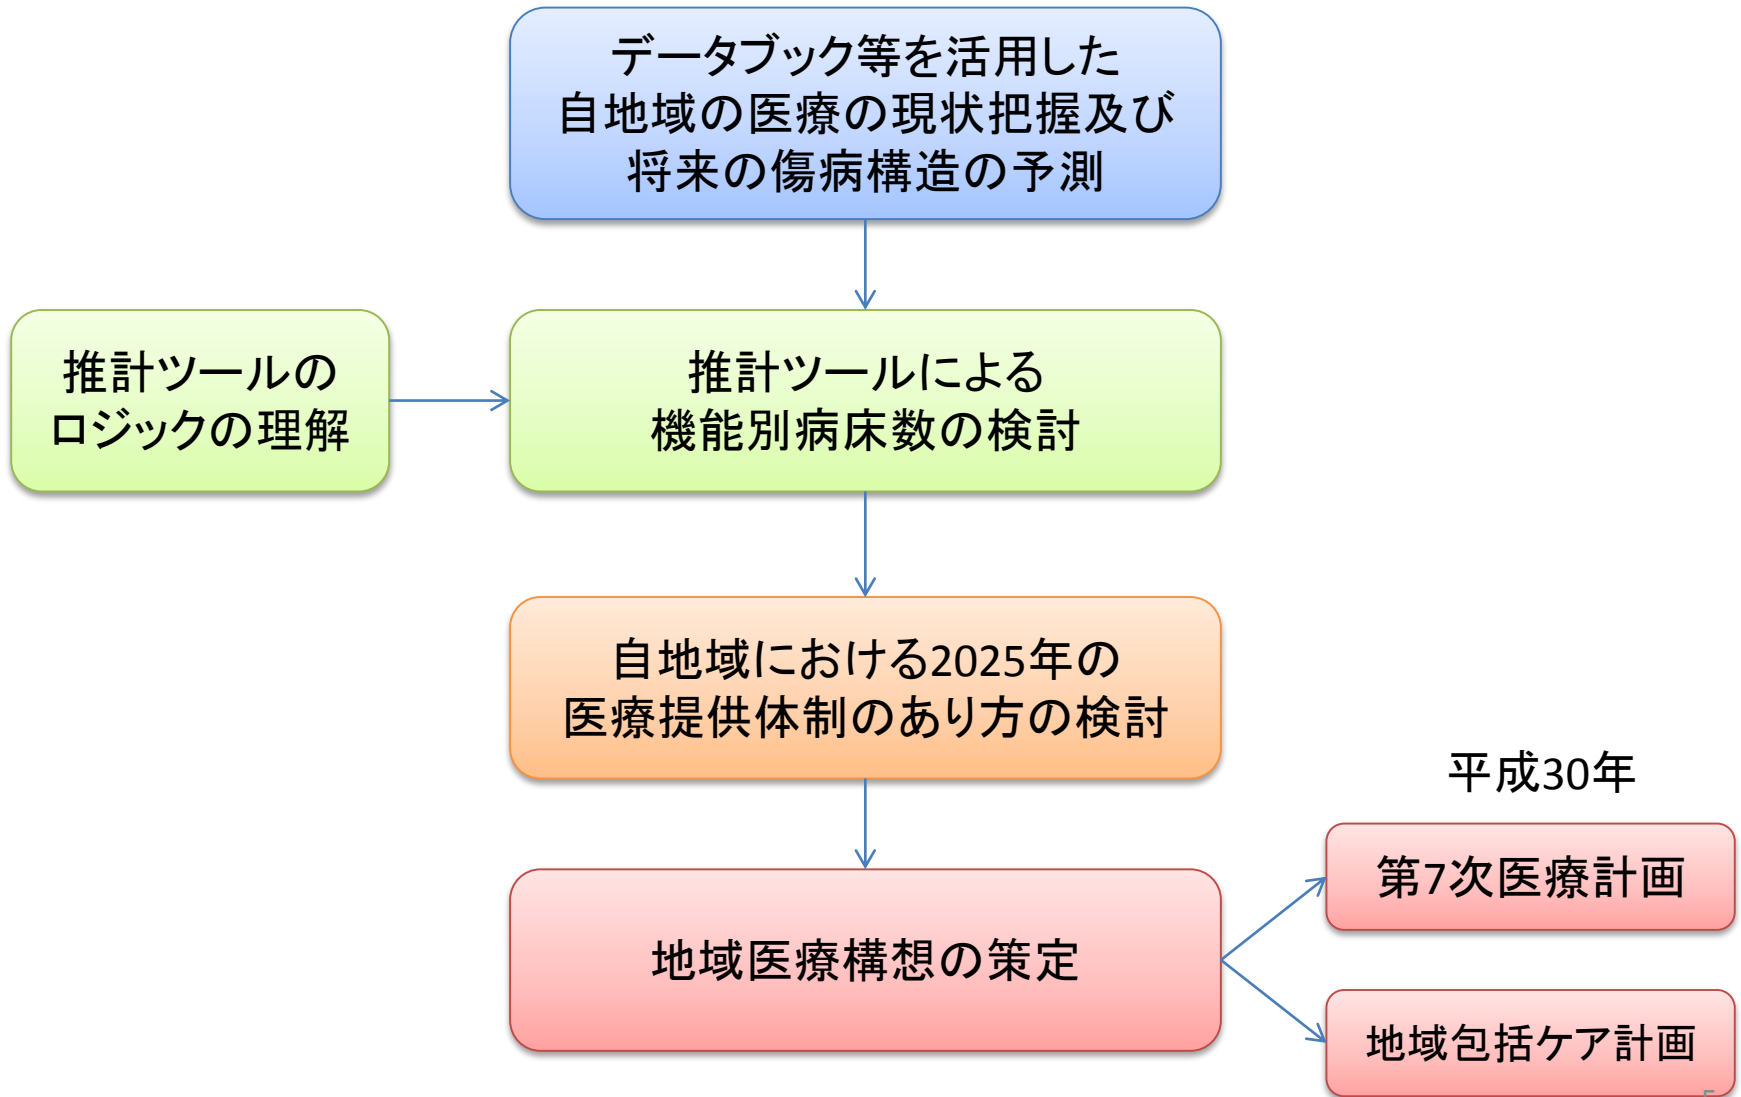 データブック等を活用した
自地域の医療の現状把握及び
将来の傷病構造の予測
推計ツールの
ロジックの理解
推計ツールによる
機能別病床数の検討
自地域における2025年の
医療提供体制のあり方の検討
平成30年
第7次医療計画
地域医療構想の策定
地域包括ケア計画